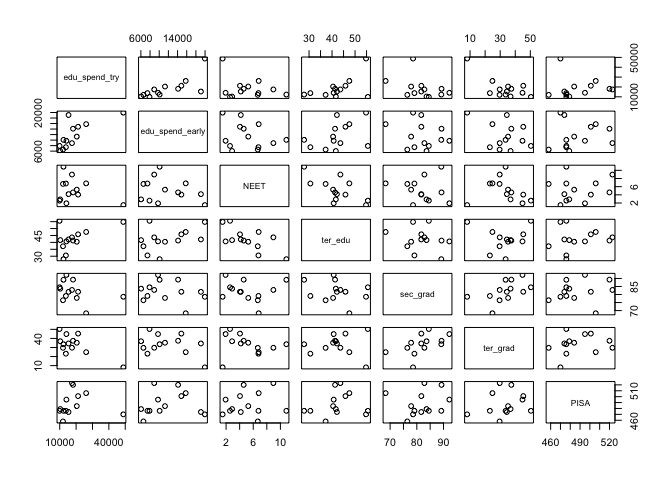 6000 14000 30 40 50 10 30 50
edu_spend_try 10000 50000
6000 20000 edu_spend_early
NEET 2 6
30 45 ter_edu
sec_grad 70 85
10 40 ter_grad
PISA 460 510
10000 40000 2 6 10 70 80 90 460 490 520